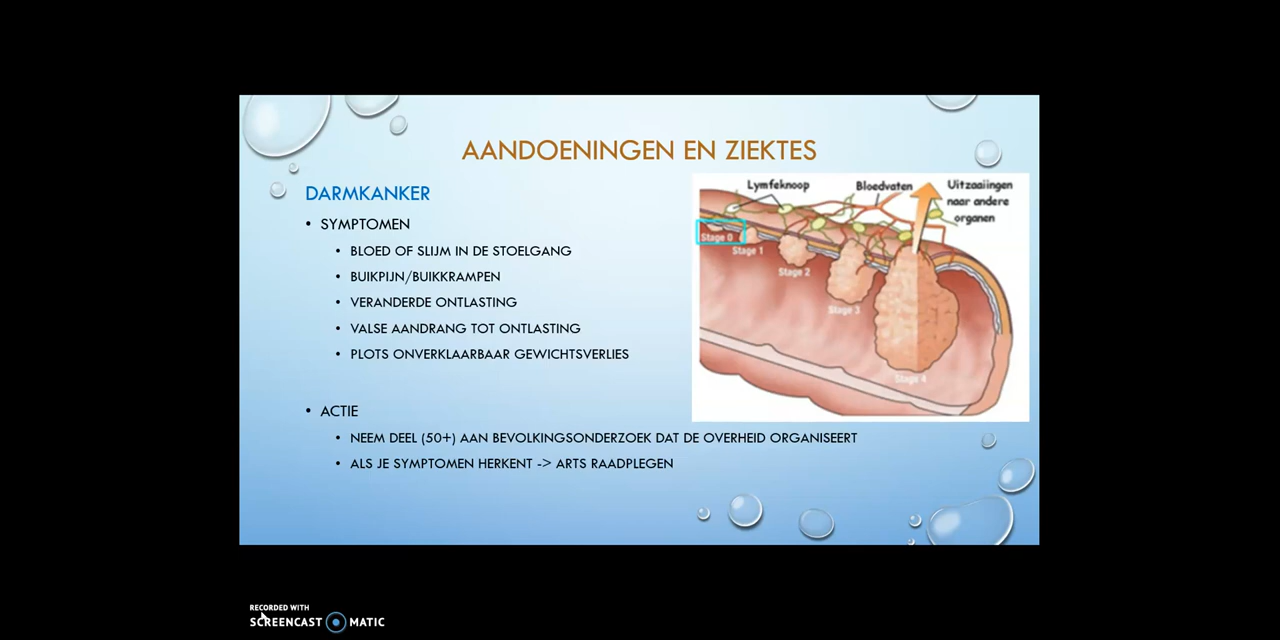 AANDOENINGEN EN ZIEKTES
DARMKANKER
• SYMPTOMEN
• BLOED OF SLIJM IN DE STOELGANG
• BUIKPIJN/BUIKKRAMPEN
• VERANDERDE ONTLASTING
• VALSE AANDRANG TOT ONTLASTING
• PLOTS ONVERKLAARBAAR GEWICHTSVERLIES
• ACTIE
• NEEM DEEL (50+) AAN BEVOLKINGSONDERZOEK DAT DE OVERHEID ORGANISEERT
• ALS JE SYMPTOMEN HERKENT -> ARTS RAADPLEGEN
Lymfeknoop
Bloedvaten
Uitzaaiingen
naar andere
organen
Stage 0
Stage 1
Stage 2
Stage 3
Stage 4
RECORDED WITH
SCREENCAST MATIC